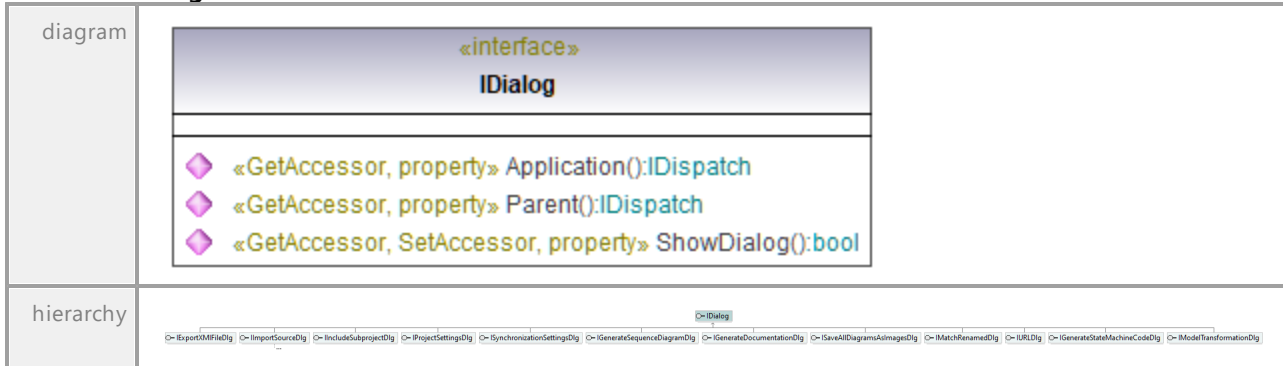 diagram
«interface»
IDialog
«GetAccessor, property» Application():IDispatch
«GetAccessor, property» Parent():IDispatch
«GetAccessor, SetAccessor, property» ShowDialog():bool
hierarchy
IDialog
IExportXMIFileDlg IImportSourceDlg IIncludeSubprojectDlg IProjectSettingsDlg ISynchronizationSettingsDlg IGenerateSequenceDiagramDlg IGenerateDocumentationDlg ISaveAllDiagramsAsImagesDlg IMatchRenamedDlg IURLDlg IGenerateStateMachineCodeDlg IModelTransformationDlg
...